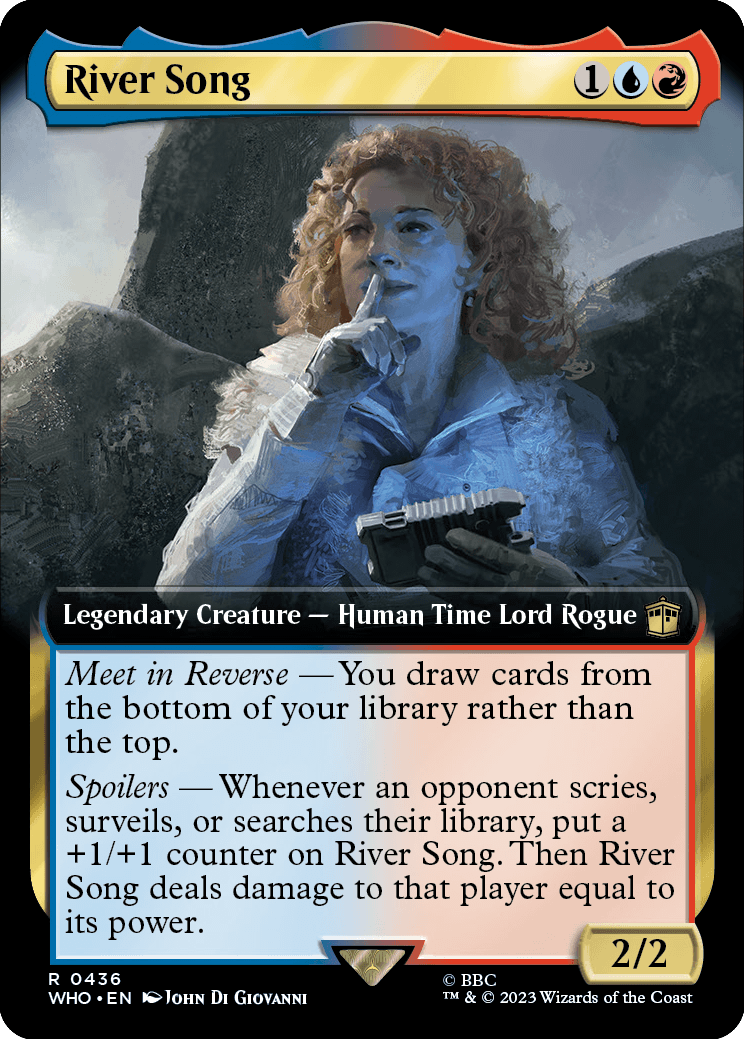 River Song 1
Legendary Creature — Human Time Lord Rogue
Meet in Reverse — You draw cards from
the bottom of your library rather than
the top.
Spoilers — Whenever an opponent scries,
surveils, or searches their library, put a
+1/+1 counter on River Song. Then River
Song deals damage to that player equal to
its power.
2/2
R 0436
WHO • EN John Di Giovanni
© BBC
™ & © 2023 Wizards of the Coast